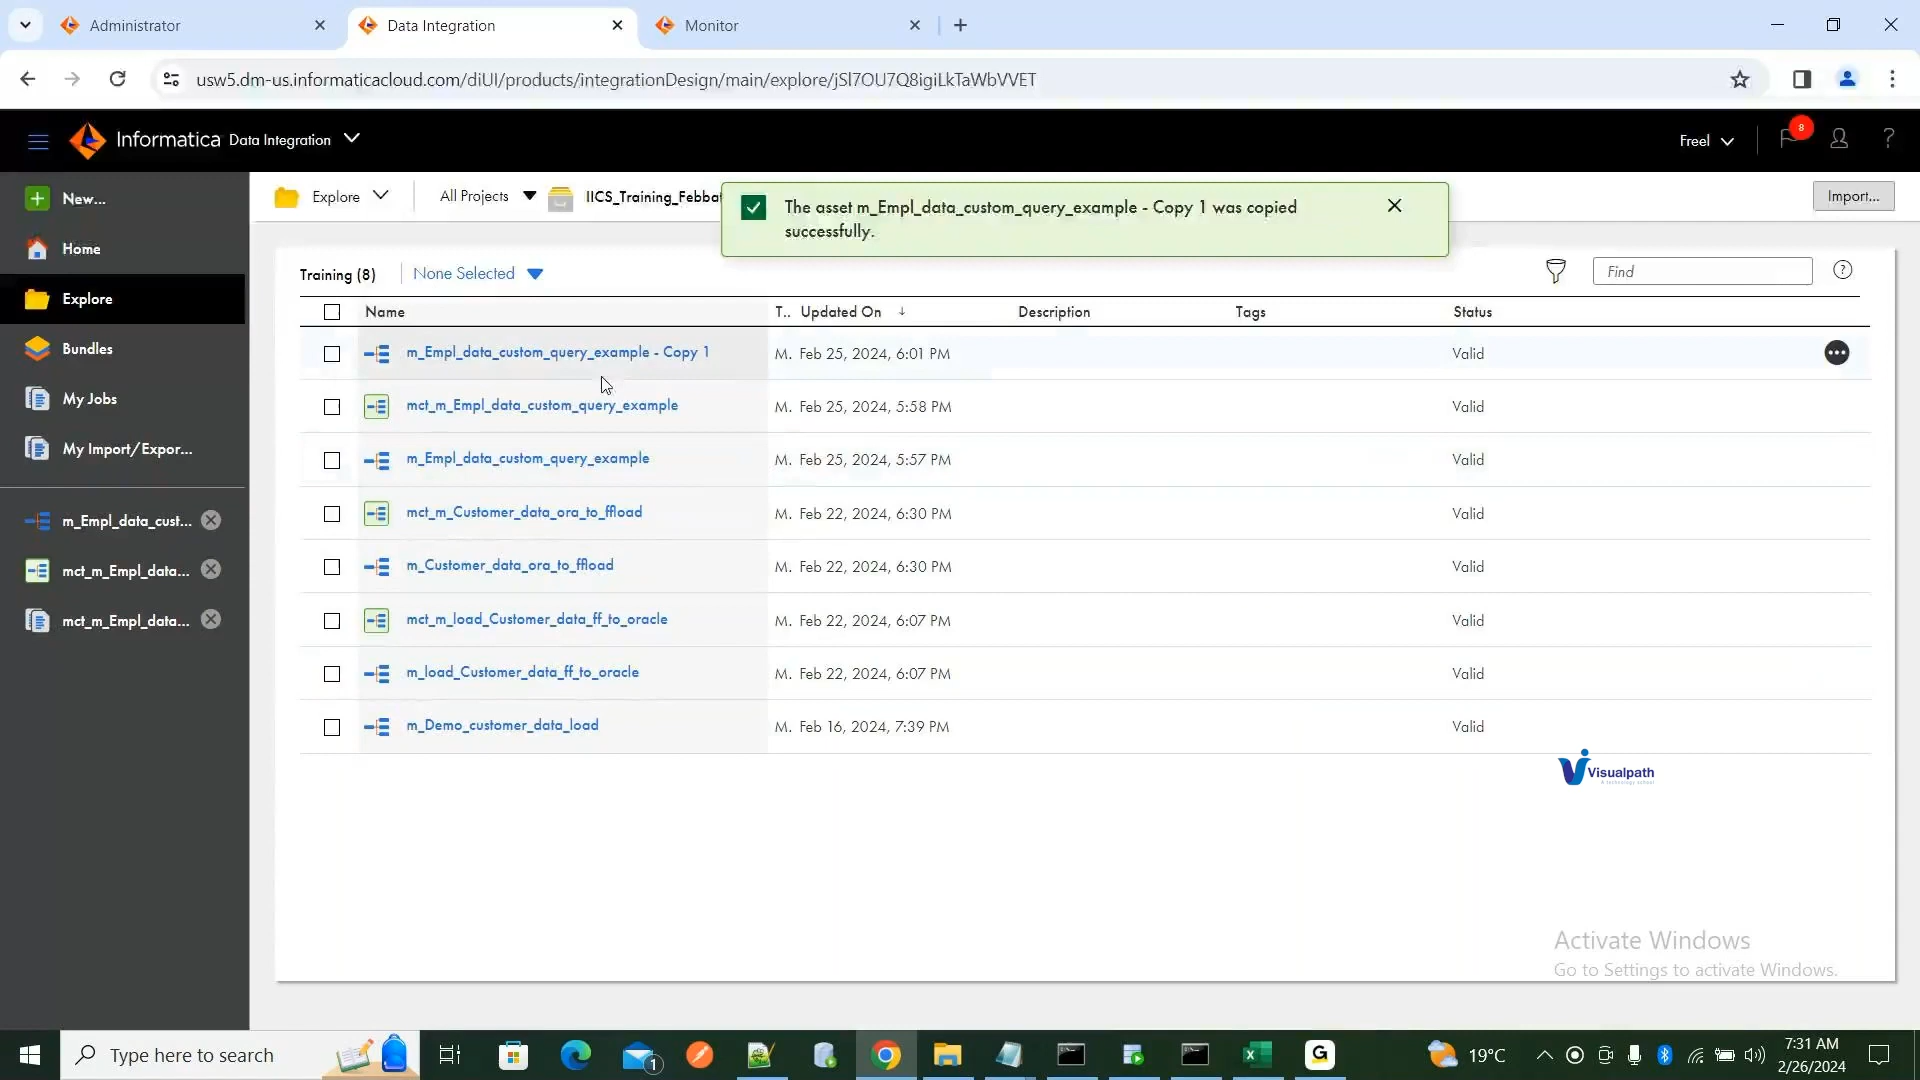 Administrator
Data Integration
Monitor
usw5.dm-us.informaticacloud.com/diUI/products/integrationDesign/main/explore/jSl7OU7Q8igiLkTaWbVVET
Informatica Data Integration
Freel
8
?
New...
Home
Explore
Bundles
My Jobs
My Import/Expor...
m_Empl_data_cust...
mct_m_Empl_data...
mct_m_Empl_data...
Explore
All Projects
IICS_Training_Febbat
The asset m_Empl_data_custom_query_example - Copy 1 was copied
successfully.
Import...
Training (8)
None Selected
Find
?
Name T.. Updated On Description Tags Status
m_Empl_data_custom_query_example - Copy 1 M. Feb 25, 2024, 6:01 PM Valid
mct_m_Empl_data_custom_query_example M. Feb 25, 2024, 5:58 PM Valid
m_Empl_data_custom_query_example M. Feb 25, 2024, 5:57 PM Valid
mct_m_Customer_data_ora_to_ffload M. Feb 22, 2024, 6:30 PM Valid
m_Customer_data_ora_to_ffload M. Feb 22, 2024, 6:30 PM Valid
mct_m_load_Customer_data_ff_to_oracle M. Feb 22, 2024, 6:07 PM Valid
m_load_Customer_data_ff_to_oracle M. Feb 22, 2024, 6:07 PM Valid
m_Demo_customer_data_load M. Feb 16, 2024, 7:39 PM Valid
Visualpath
Activate Windows
Go to Settings to activate Windows.
Type here to search
1
G
19°C
7:31 AM
2/26/2024